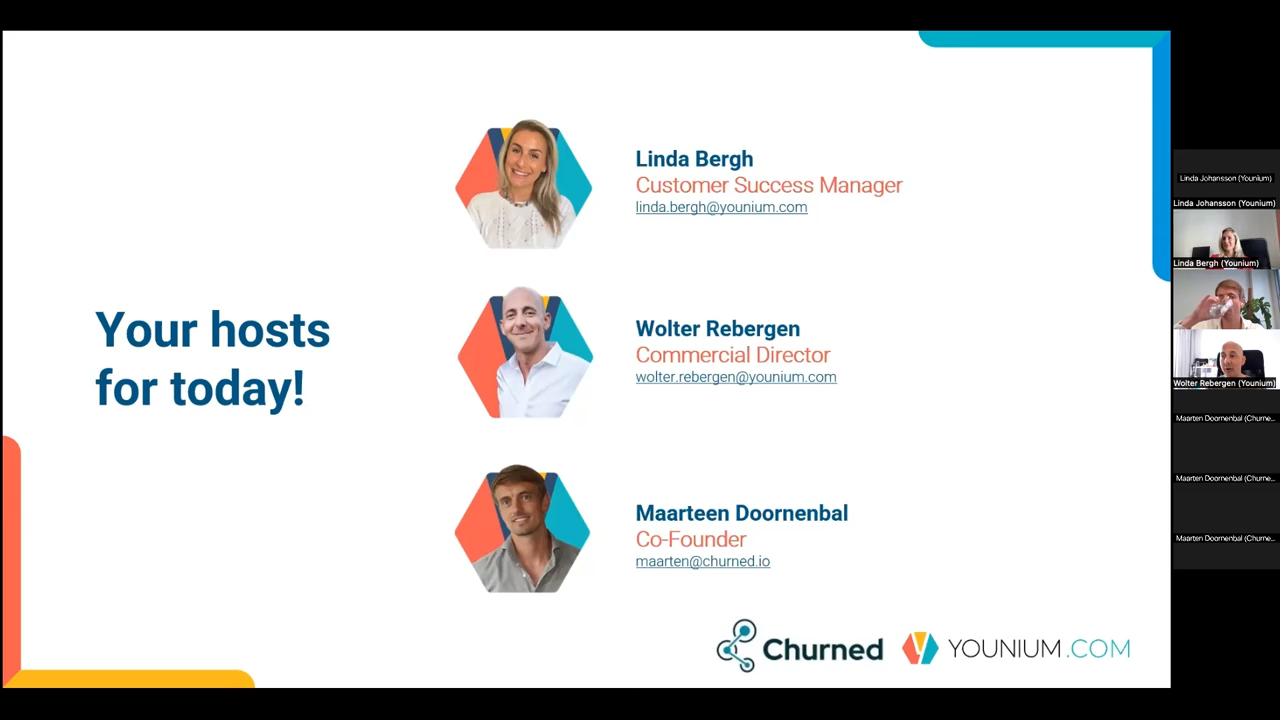 Your hosts
for today!
Linda Bergh
Customer Success Manager
linda.bergh@younium.com
Wolter Rebergen
Commercial Director
wolter.rebergen@younium.com
Maarteen Doornenbal
Co-Founder
maarten@churned.io
Churned
YOUNIUM.COM
Linda Johansson (Younium)
Linda Johansson (Younium)
Linda Bergh (Younium)
Wolter Rebergen (Younium)
Maarten Doornenbal (Churne...
Maarten Doornenbal (Churne...
Maarten Doornenbal (Churne...